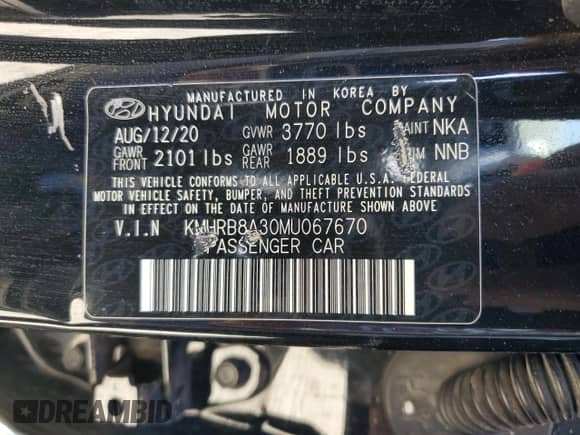 MANUFACTURED IN KOREA BY
HYUNDAI MOTOR COMPANY
AUG/12/20 GVWR 3770 lbs PAINT NKA
GAWR FRONT 2101 lbs GAWR REAR 1889 lbs TRIM NNB
THIS VEHICLE CONFORMS TO ALL APPLICABLE U.S.A. FEDERAL
MOTOR VEHICLE SAFETY, BUMPER, AND THEFT PREVENTION STANDARDS
IN EFFECT ON THE DATE OF MANUFACTURE SHOWN ABOVE
V.I.N KMHRB8A30MU067670
PASSENGER CAR
DREAMBID